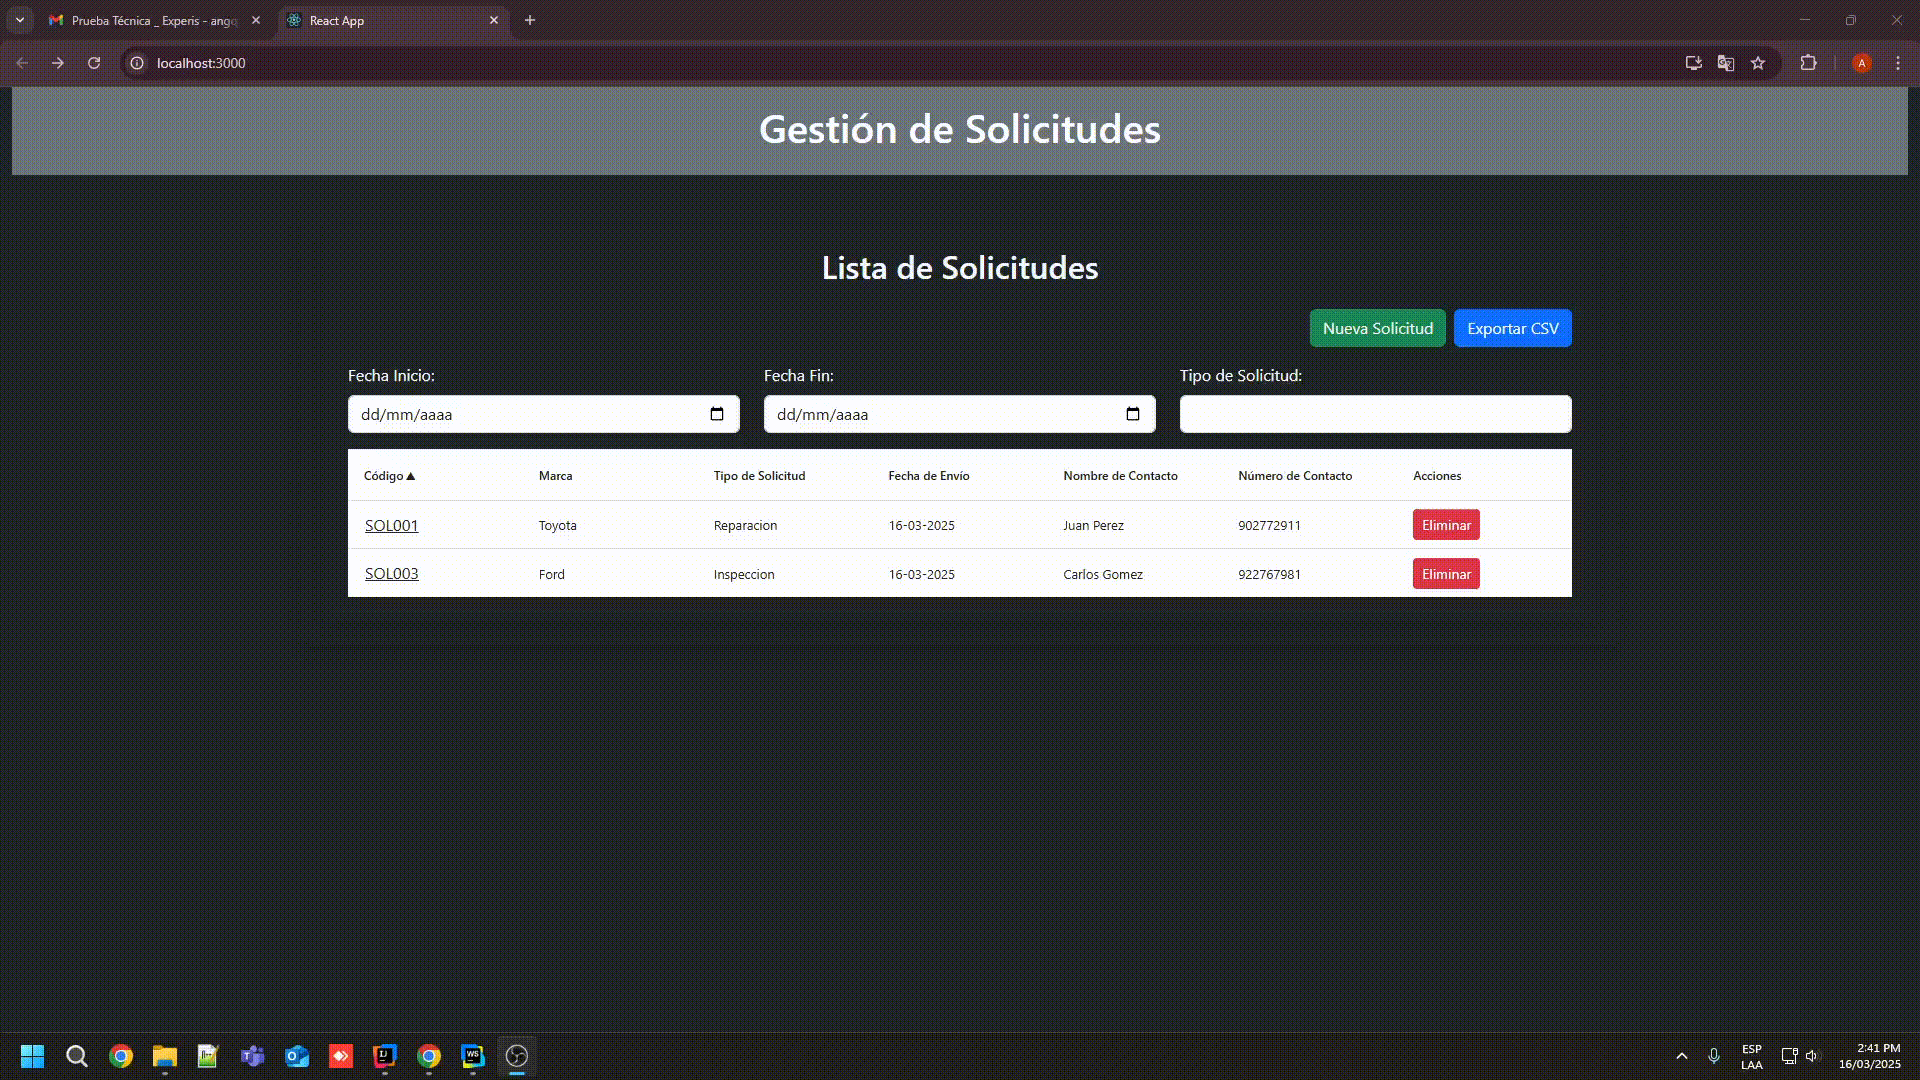 Prueba Técnica _ Experis - ango
React App
localhost:3000
A
Gestión de Solicitudes
Lista de Solicitudes
Nueva Solicitud
Exportar CSV
Fecha Inicio:
Fecha Fin:
Tipo de Solicitud:
dd/mm/aaaa
dd/mm/aaaa
Código▲ Marca Tipo de Solicitud Fecha de Envío Nombre de Contacto Número de Contacto Acciones
SOL001 Toyota Reparacion 16-03-2025 Juan Perez 902772911 Eliminar
SOL003 Ford Inspeccion 16-03-2025 Carlos Gomez 922767981 Eliminar
ESP
LAA
2:41 PM
16/03/2025